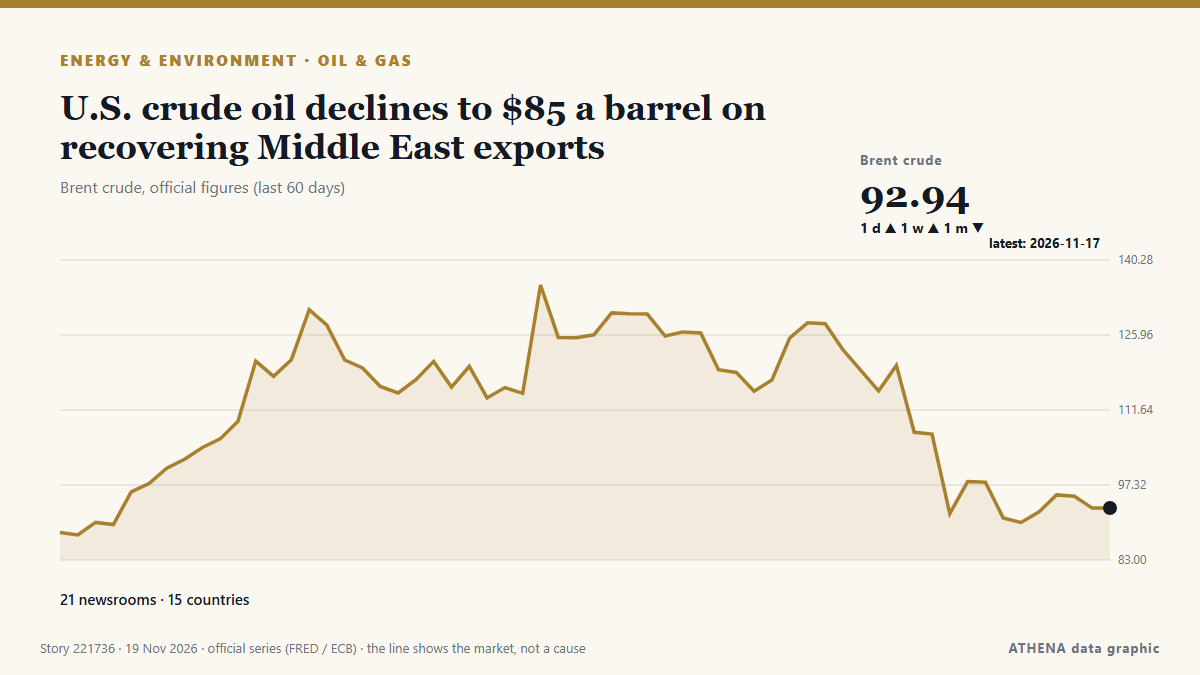 ENERGY & ENVIRONMENT · OIL & GAS
U.S. crude oil declines to $85 a barrel on
recovering Middle East exports
Brent crude, official figures (last 60 days)
Brent crude
92.94
1 d ▲ 1 w ▲ 1 m ▼
latest: 2026-11-17
140.28
125.96
111.64
97.32
83.00
21 newsrooms · 15 countries
Story 221736 · 19 Nov 2026 · official series (FRED / ECB) · the line shows the market, not a cause
ATHENA data graphic